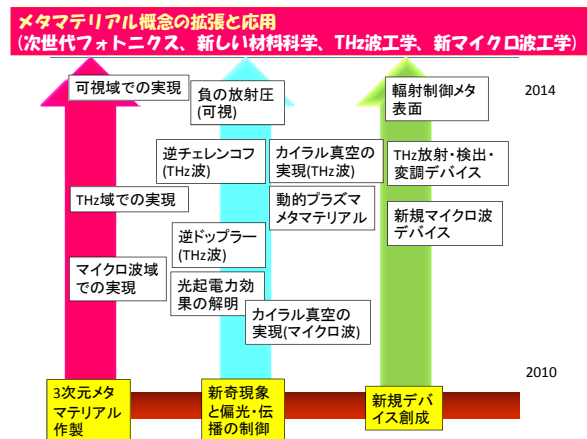 メタマテリアル概念の拡張と応用
(次世代フォトニクス、新しい材料科学、THz波工学、新マイクロ波工学)
可視域での実現
負の放射圧
(可視)
輻射制御メタ
表面
2014
逆チェレンコフ
(THz波)
カイラル真空の
実現(THz波)
THz放射・検出・
変調デバイス
THz域での実現
動的プラズマ
メタマテリアル
新規マイクロ波
デバイス
逆ドップラー
(THz波)
マイクロ波域
での実現
光起電力効
果の解明
カイラル真空の
実現(マイクロ波)
2010
3次元メタ
マテリアル
作製
新奇現象
と偏光・伝
播の制御
新規デバ
イス創成